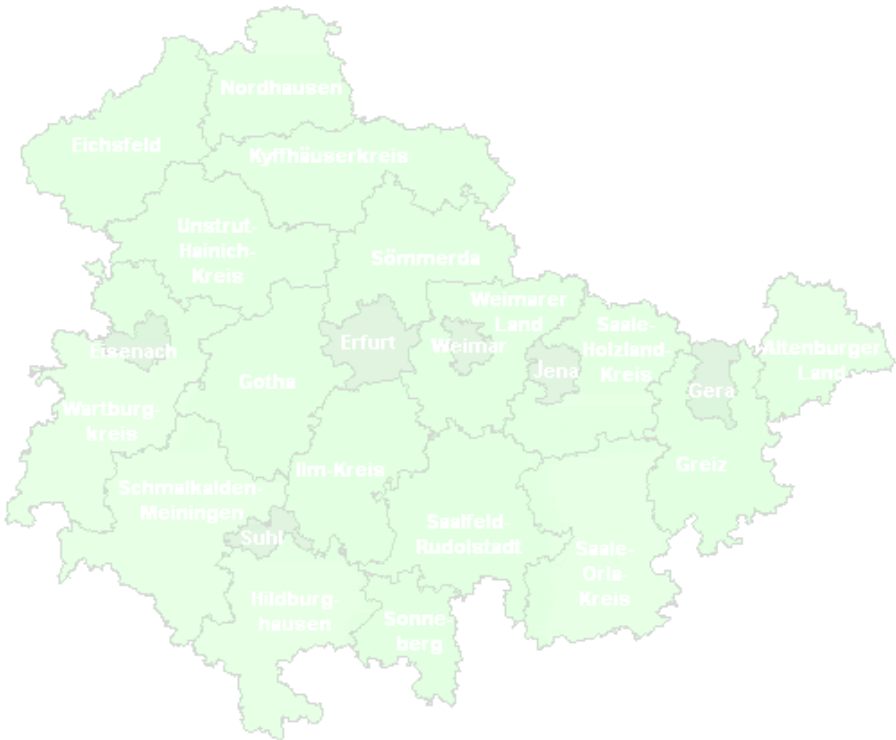 Nordhausen
Eichsfeld
Kyffhäuserkreis
Unstrut-
Hainich-
Kreis
Sömmerda
Weimarer
Land
Erfurt
Weimar
Saale-
Holzland-
Kreis
Eisenach
Jena
Altenburger
Land
Gotha
Gera
Wartburg-
kreis
Ilm-Kreis
Greiz
Schmalkalden-
Meiningen
Saalfeld-
Rudolstadt
Suhl
Saale-
Orla-
Kreis
Hildburg-
hausen
Sonne-
berg